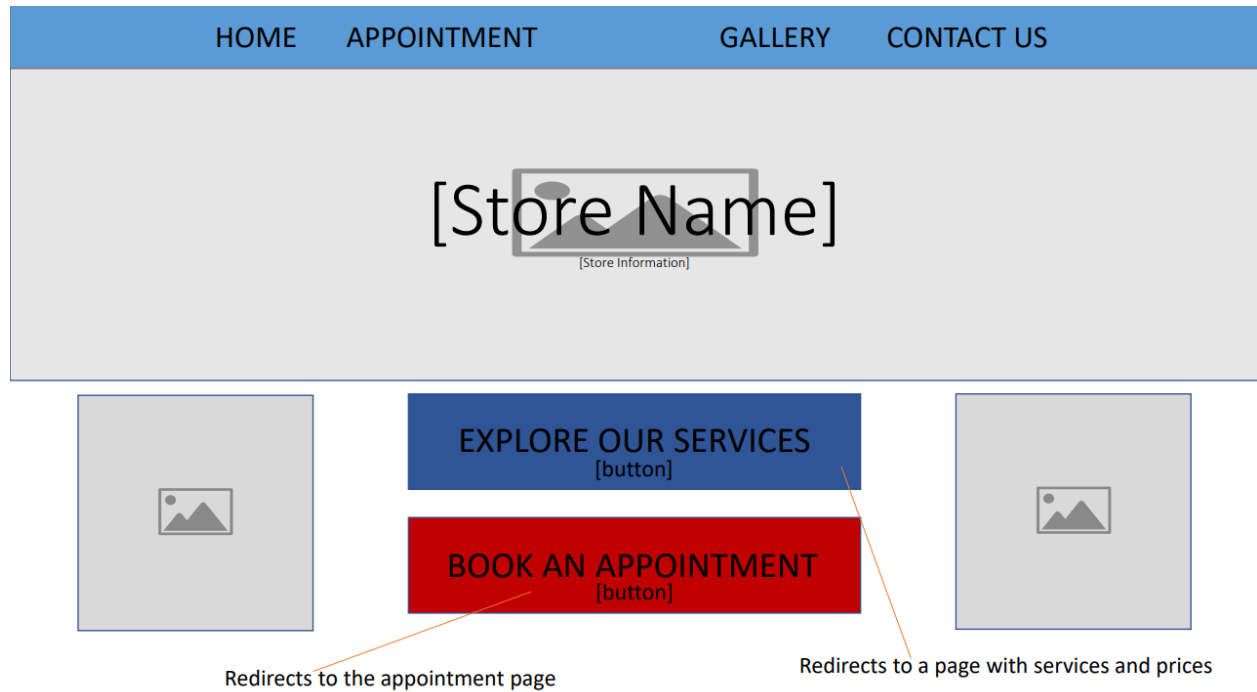 HOME APPOINTMENT GALLERY CONTACT US
[Store Name]
[Store Information]
EXPLORE OUR SERVICES
[button]
BOOK AN APPOINTMENT
[button]
Redirects to the appointment page
Redirects to a page with services and prices